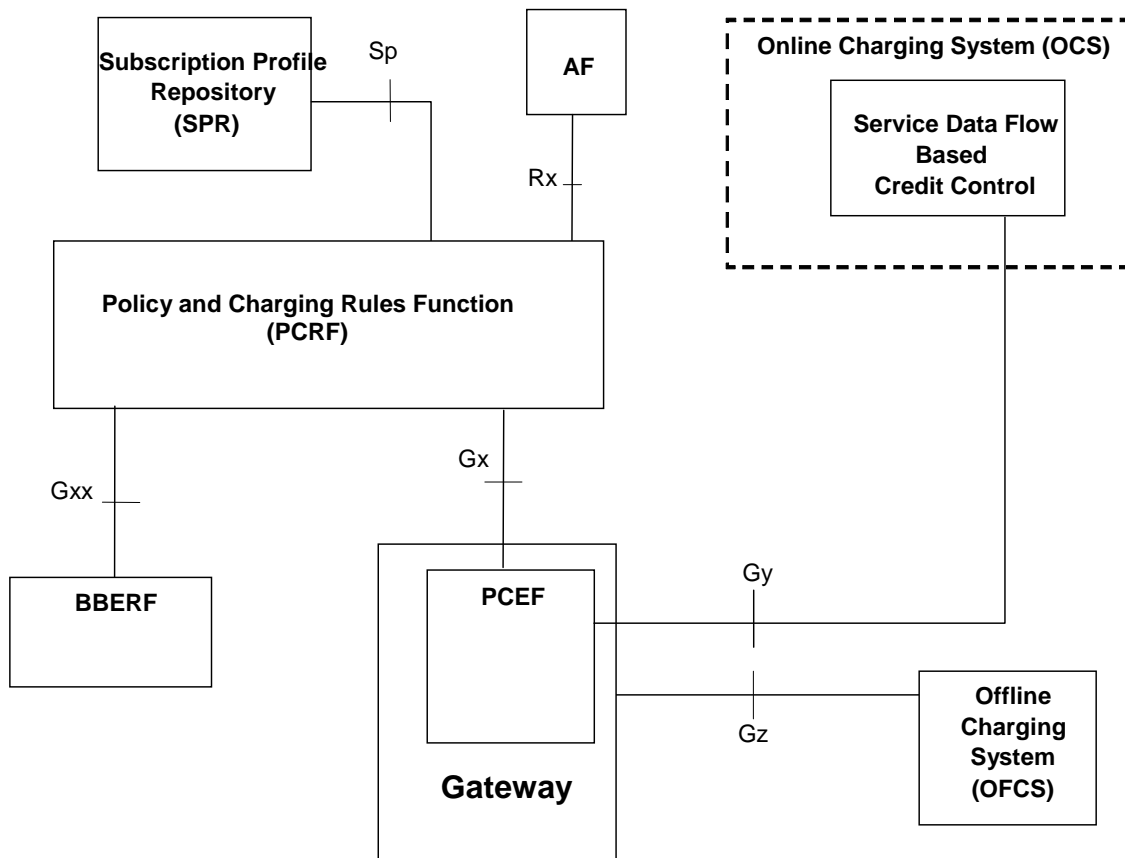 Subscription Profile
Repository
(SPR)
Sp
AF
Online Charging System (OCS)
Service Data Flow
Based
Credit Control
Rx
Policy and Charging Rules Function
(PCRF)
Gxx
Gx
BBERF
PCEF
Gy
Gz
Offline
Charging
System
(OFCS)
Gateway